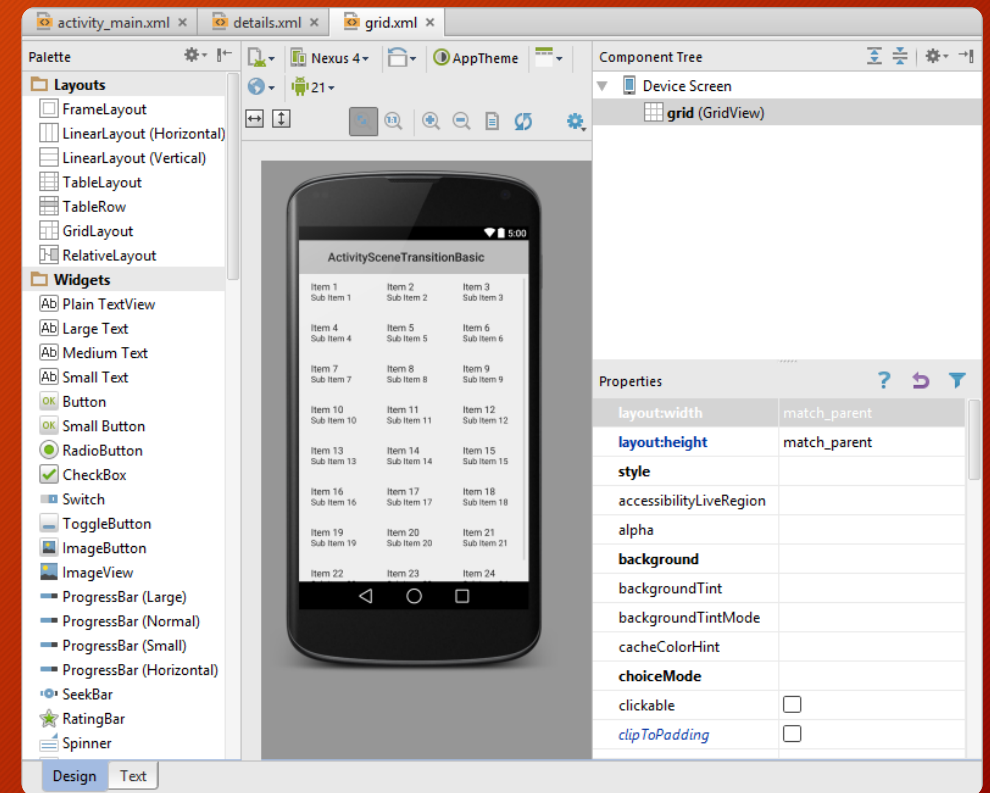 activity_main.xml × details.xml × grid.xml ×
Palette
Layouts
FrameLayout
LinearLayout (Horizontal)
LinearLayout (Vertical)
TableLayout
TableRow
GridLayout
RelativeLayout
Widgets
Ab Plain TextView
Ab Large Text
Ab Medium Text
Ab Small Text
OK Button
OK Small Button
RadioButton
CheckBox
Switch
ToggleButton
ImageButton
ImageView
ProgressBar (Large)
ProgressBar (Normal)
ProgressBar (Small)
ProgressBar (Horizontal)
SeekBar
RatingBar
Spinner
Design Text
Nexus 4 AppTheme
21
1:1
5:00
ActivitySceneTransitionBasic
Item 1 Item 2 Item 3
Sub Item 1 Sub Item 2 Sub Item 3
Item 4 Item 5 Item 6
Sub Item 4 Sub Item 5 Sub Item 6
Item 7 Item 8 Item 9
Sub Item 7 Sub Item 8 Sub Item 9
Item 10 Item 11 Item 12
Sub Item 10 Sub Item 11 Sub Item 12
Item 13 Item 14 Item 15
Sub Item 13 Sub Item 14 Sub Item 15
Item 16 Item 17 Item 18
Sub Item 16 Sub Item 17 Sub Item 18
Item 19 Item 20 Item 21
Sub Item 19 Sub Item 20 Sub Item 21
Item 22 Item 23 Item 24
Component Tree
Device Screen
grid (GridView)
Properties ?
layout:width match_parent
layout:height match_parent
style
accessibilityLiveRegion
alpha
background
backgroundTint
backgroundTintMode
cacheColorHint
choiceMode
clickable
clipToPadding